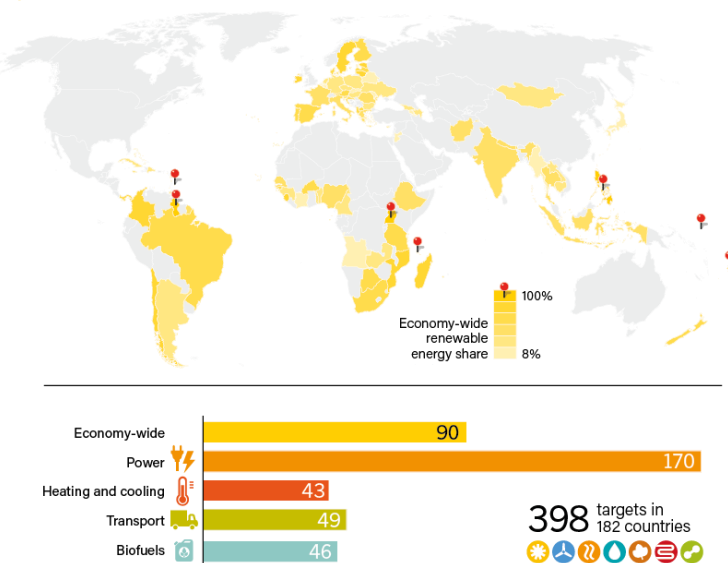 100%
Economy-wide
renewable
energy share
8%
Economy-wide
90
Power
170
Heating and cooling
43
Transport
49
Biofuels
46
398 targets in
182 countries